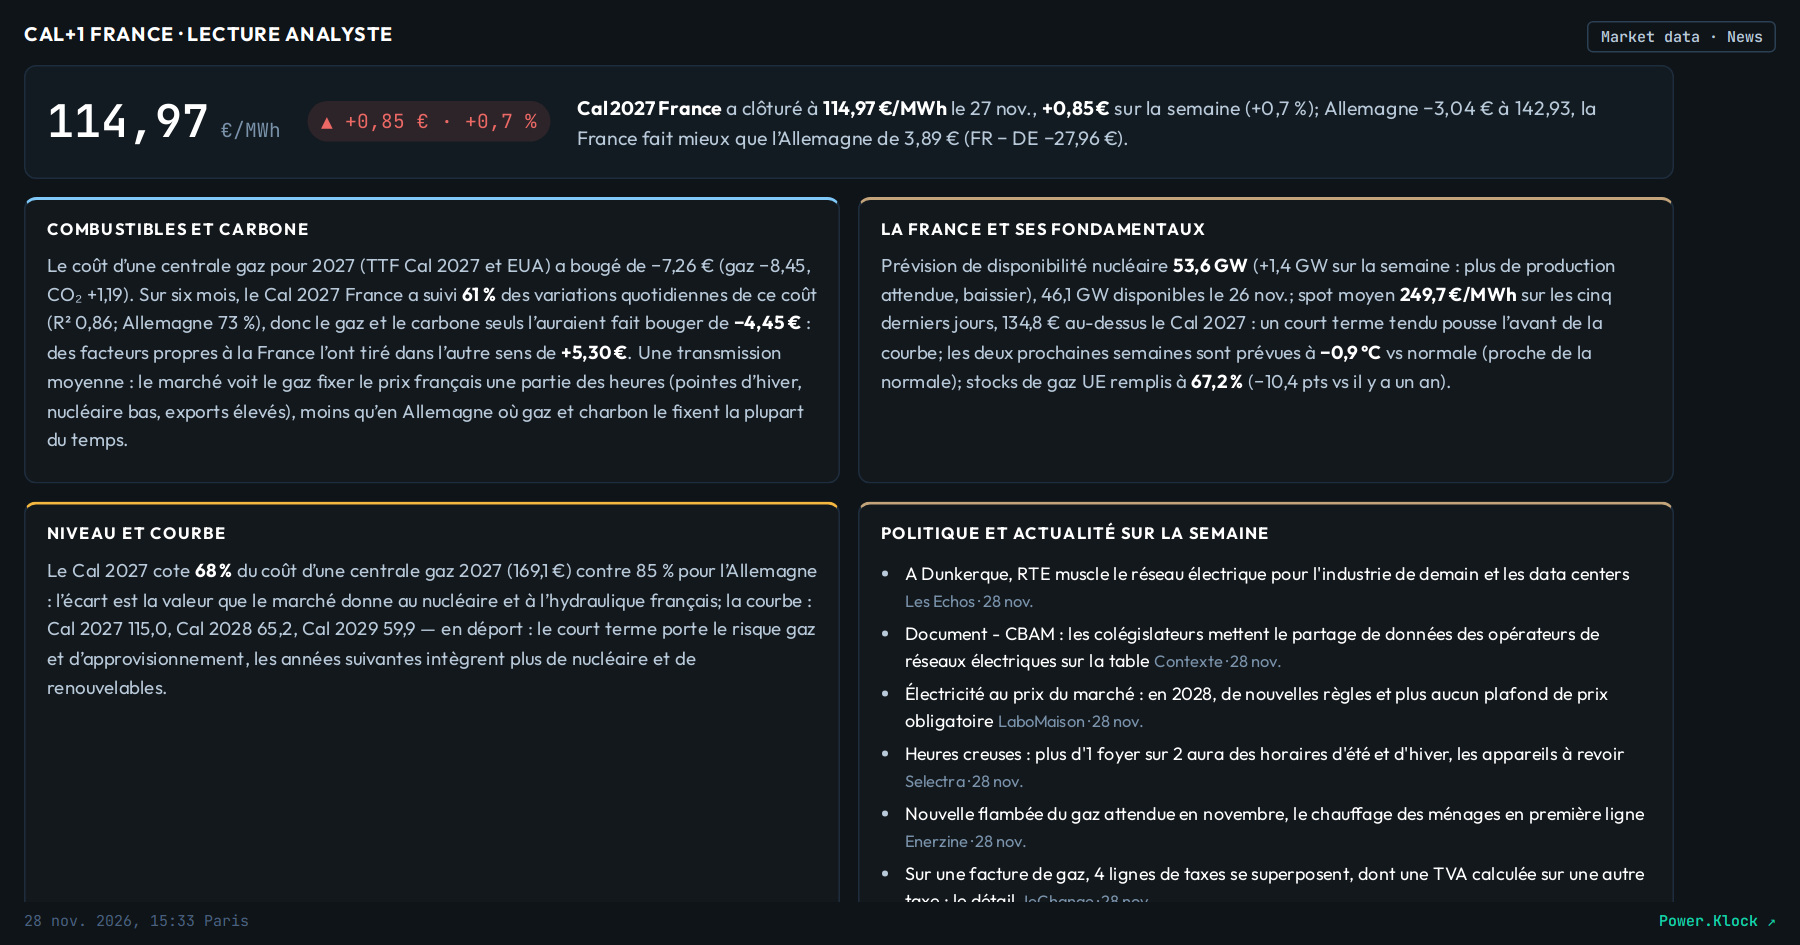 CAL+1 FRANCE · LECTURE ANALYSTE
Market data · News
114,97 €/MWh
▲ +0,85 € · +0,7 %
Cal 2027 France a clôturé à 114,97 €/MWh le 27 nov., +0,85 € sur la semaine (+0,7 %); Allemagne −3,04 € à 142,93, la
France fait mieux que l’Allemagne de 3,89 € (FR − DE −27,96 €).
COMBUSTIBLES ET CARBONE
Le coût d’une centrale gaz pour 2027 (TTF Cal 2027 et EUA) a bougé de −7,26 € (gaz −8,45,
CO₂ +1,19). Sur six mois, le Cal 2027 France a suivi 61 % des variations quotidiennes de ce coût
(R² 0,86; Allemagne 73 %), donc le gaz et le carbone seuls l’auraient fait bouger de −4,45 € :
des facteurs propres à la France l’ont tiré dans l’autre sens de +5,30 €. Une transmission
moyenne : le marché voit le gaz fixer le prix français une partie des heures (pointes d’hiver,
nucléaire bas, exports élevés), moins qu’en Allemagne où gaz et charbon le fixent la plupart
du temps.
LA FRANCE ET SES FONDAMENTAUX
Prévision de disponibilité nucléaire 53,6 GW (+1,4 GW sur la semaine : plus de production
attendue, baissier), 46,1 GW disponibles le 26 nov.; spot moyen 249,7 €/MWh sur les cinq
derniers jours, 134,8 € au-dessus le Cal 2027 : un court terme tendu pousse l’avant de la
courbe; les deux prochaines semaines sont prévues à −0,9 °C vs normale (proche de la
normale); stocks de gaz UE remplis à 67,2 % (−10,4 pts vs il y a un an).
NIVEAU ET COURBE
Le Cal 2027 cote 68 % du coût d’une centrale gaz 2027 (169,1 €) contre 85 % pour l’Allemagne
: l’écart est la valeur que le marché donne au nucléaire et à l’hydraulique français; la courbe :
Cal 2027 115,0, Cal 2028 65,2, Cal 2029 59,9 — en déport : le court terme porte le risque gaz
et d’approvisionnement, les années suivantes intègrent plus de nucléaire et de
renouvelables.
POLITIQUE ET ACTUALITÉ SUR LA SEMAINE
• A Dunkerque, RTE muscle le réseau électrique pour l'industrie de demain et les data centers
Les Echos · 28 nov.
• Document - CBAM : les colégislateurs mettent le partage de données des opérateurs de
réseaux électriques sur la table Contexte · 28 nov.
• Électricité au prix du marché : en 2028, de nouvelles règles et plus aucun plafond de prix
obligatoire LaboMaison · 28 nov.
• Heures creuses : plus d'1 foyer sur 2 aura des horaires d'été et d'hiver, les appareils à revoir
Selectra · 28 nov.
• Nouvelle flambée du gaz attendue en novembre, le chauffage des ménages en première ligne
Enerzine · 28 nov.
• Sur une facture de gaz, 4 lignes de taxes se superposent, dont une TVA calculée sur une autre
taxe : le détail JeChange · 28 nov.
28 nov. 2026, 15:33 Paris
Power.Klock ↗